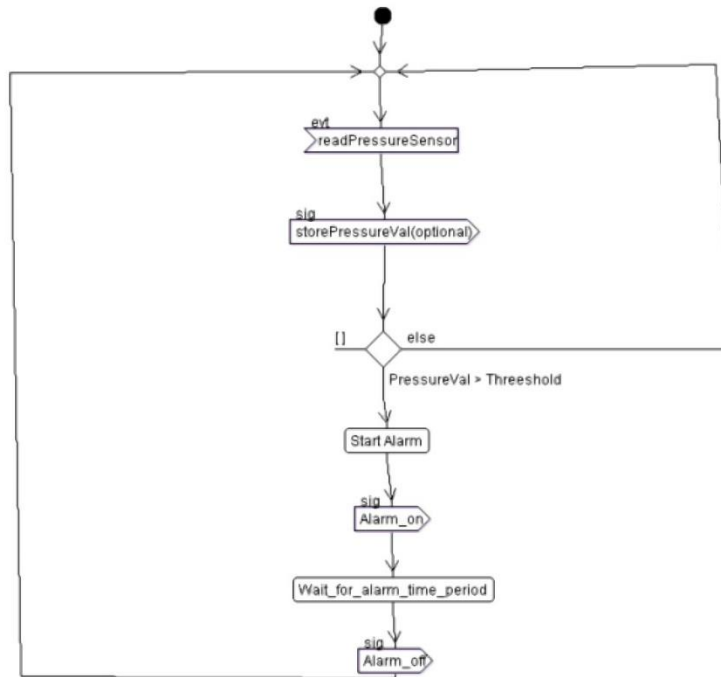 evt
readPressureSensor
sig
storePressureVal(optional)
[ ]
else
PressureVal > Threeshold
Start Alarm
sig
Alarm_on
Wait_for_alarm_time_period
sig
Alarm_off